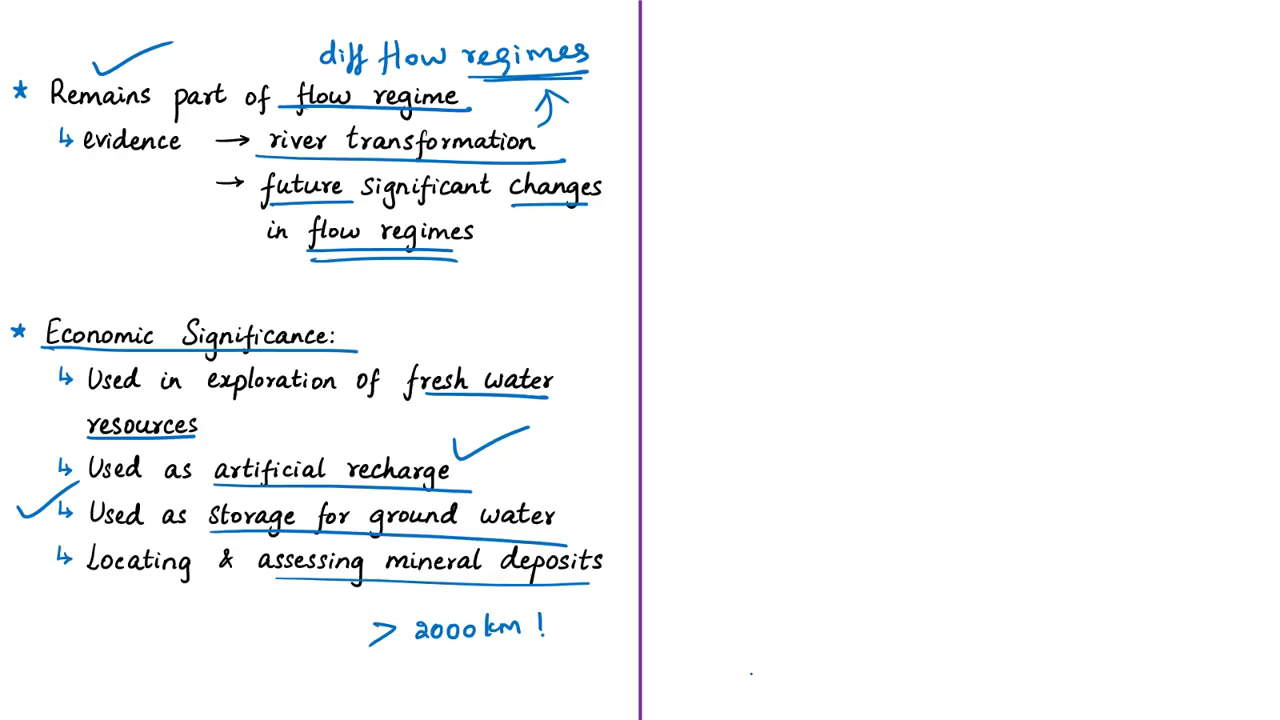 diff flow regimes
* Remains part of flow regime
↳ evidence → river transformation
→ future significant changes
in flow regimes
* Economic Significance:
↳ Used in exploration of fresh water
resources
↳ Used as artificial recharge
↳ Used as storage for ground water
↳ Locating & assessing mineral deposits
> 2000 km !